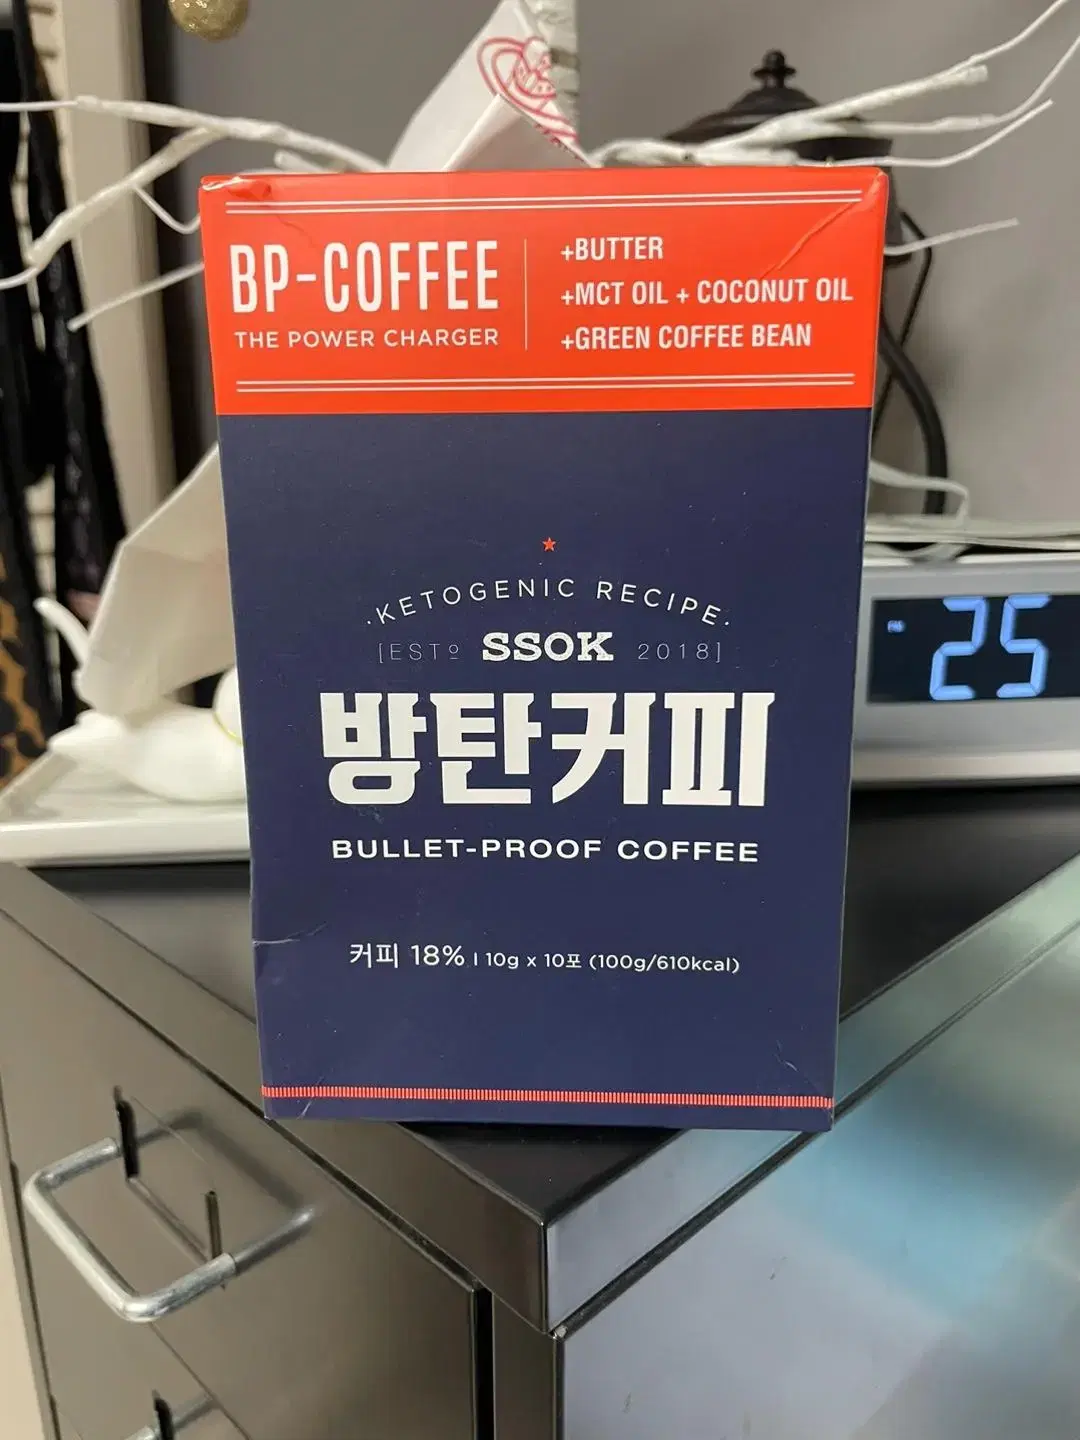 BP-COFFEE
THE POWER CHARGER
+BUTTER
+MCT OIL + COCONUT OIL
+GREEN COFFEE BEAN
·KETOGENIC RECIPE·
[ESTº SSOK 2018]
방탄커피
BULLET-PROOF COFFEE
커피 18% I 10g x 10포 (100g/610kcal)
PM 25